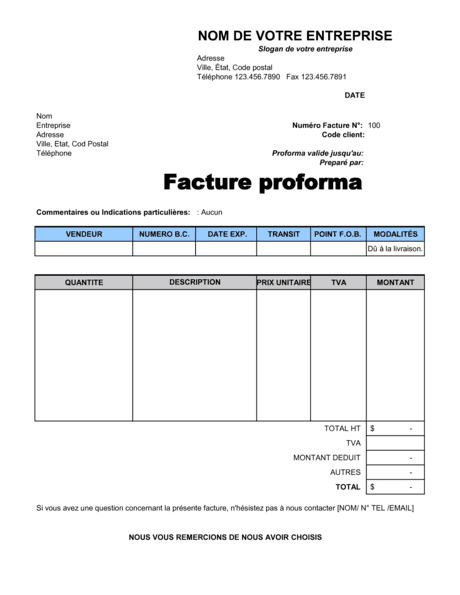 NOM DE VOTRE ENTREPRISE
Slogan de votre entreprise
Adresse
Ville, État, Code postal
Téléphone 123.456.7890 Fax 123.456.7891
DATE
Nom
Entreprise
Adresse
Ville, Etat, Cod Postal
Téléphone
Numéro Facture N°: 100
Code client:
Proforma valide jusqu'au:
Preparé par:
Facture proforma
Commentaires ou Indications particulières: : Aucun
VENDEUR NUMERO B.C. DATE EXP. TRANSIT POINT F.O.B. MODALITÉS
Dû à la livraison.
QUANTITE DESCRIPTION PRIX UNITAIRE TVA MONTANT
TOTAL HT $ -
TVA
MONTANT DEDUIT -
AUTRES -
TOTAL $ -
Si vous avez une question concernant la présente facture, n'hésistez pas à nous contacter [NOM/ N° TEL /EMAIL]
NOUS VOUS REMERCIONS DE NOUS AVOIR CHOISIS